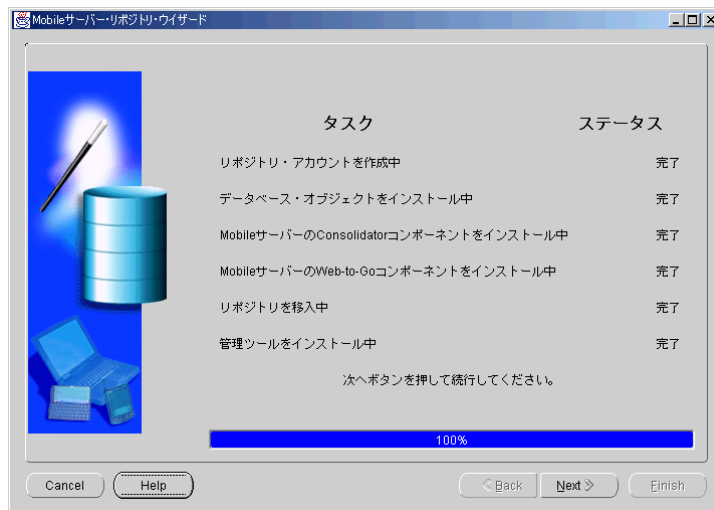 Mobileサーバー・リポジトリ・ウイザード
タスク ステータス
リポジトリ・アカウントを作成中 完了
データベース・オブジェクトをインストール中 完了
MobileサーバーのConsolidatorコンポーネントをインストール中 完了
MobileサーバーのWeb-to-Goコンポーネントをインストール中 完了
リポジトリを移入中 完了
管理ツールをインストール中 完了
次へボタンを押して続行してください。
100%
Cancel Help Back Next Finish